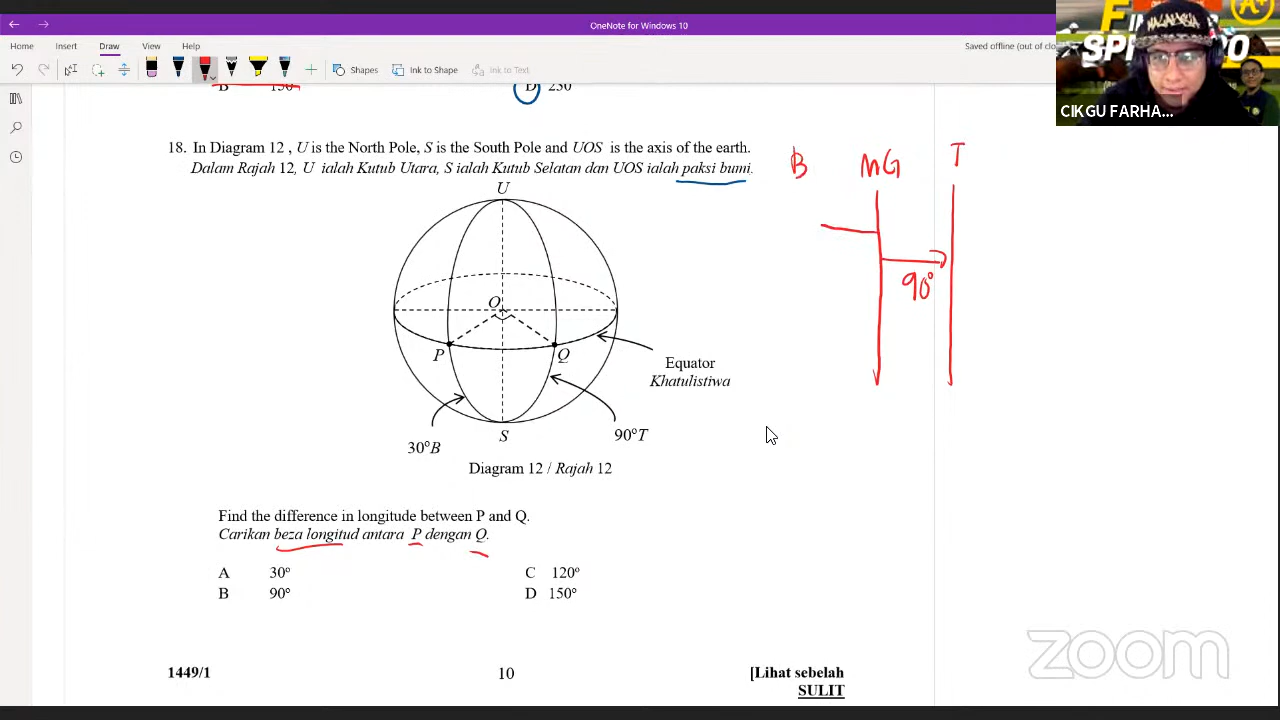 OneNote for Windows 10
Home Insert Draw View Help
Saved offline (out of
Shapes Ink to Shape Ink to Text
B 150
D 230
18. In Diagram 12 , U is the North Pole, S is the South Pole and UOS is the axis of the earth.
Dalam Rajah 12, U ialah Kutub Utara, S ialah Kutub Selatan dan UOS ialah paksi bumi.
U
O
P
Q
Equator
Khatulistiwa
30°B
S
90°T
Diagram 12 / Rajah 12
B MG T
90°
Find the difference in longitude between P and Q.
Carikan beza longitud antara P dengan Q.
A 30° C 120°
B 90° D 150°
1449/1 10 [Lihat sebelah
SULIT
MALAYSIA
A+
CIKGU FARHA...
zoom